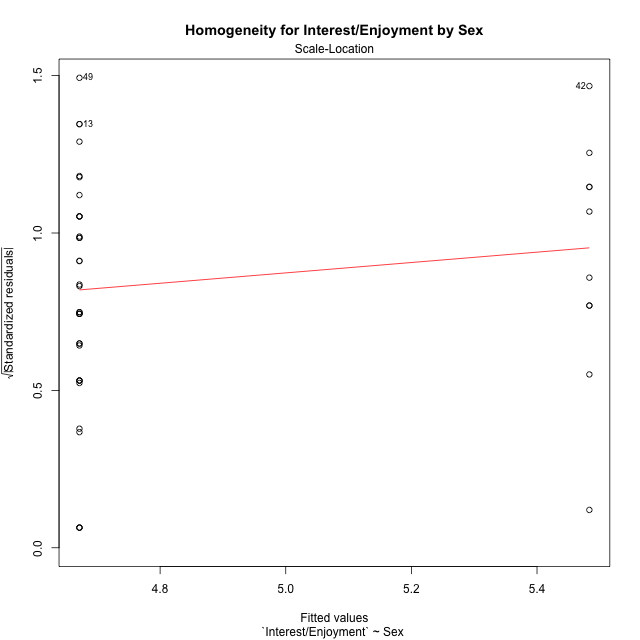 Homogeneity for Interest/Enjoyment by Sex
Scale-Location
√|Standardized residuals|
1.5
1.0
0.5
0.0
49
13
42
4.8 5.0 5.2 5.4
Fitted values
`Interest/Enjoyment` ~ Sex